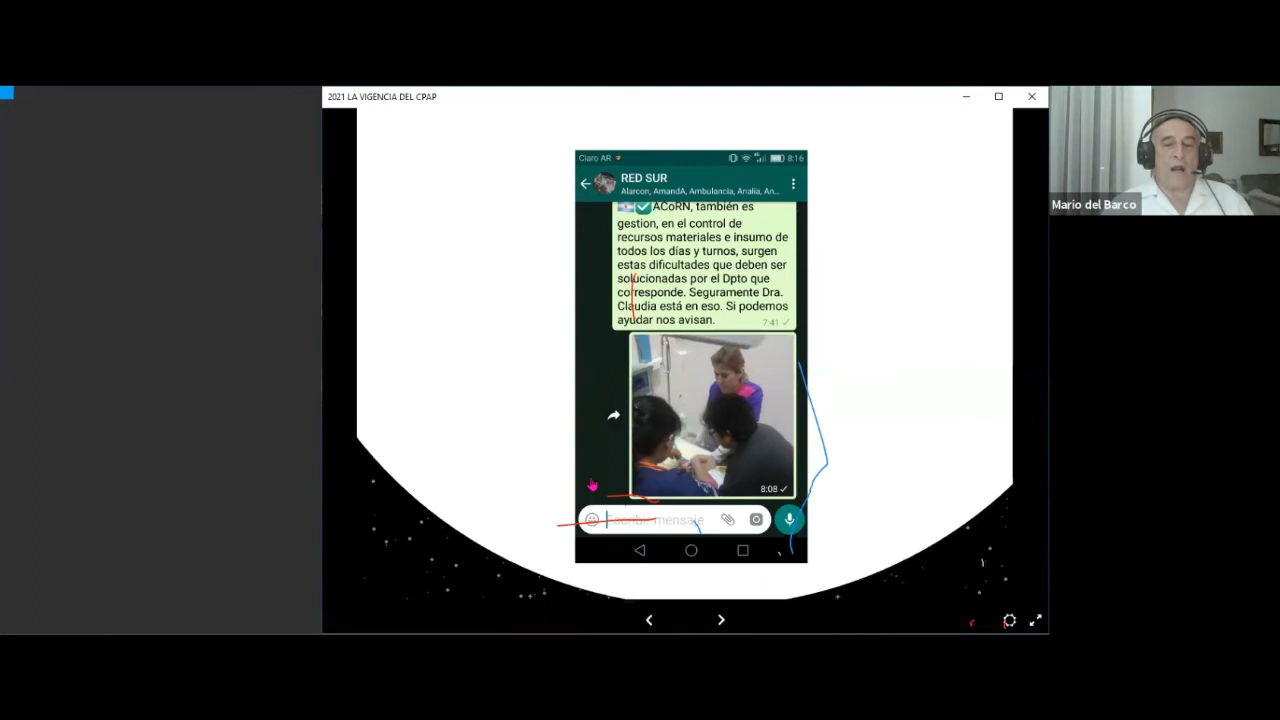 2021 LA VIGENCIA DEL CPAP
Claro AR
8:16
RED SUR
Alarcon, AmandA, Ambulancia, Analia, An...
ACoRN, también es
gestion, en el control de
recursos materiales e insumo de
todos los días y turnos, surgen
estas dificultades que deben ser
solucionadas por el Dpto que
corresponde. Seguramente Dra.
Claudia está en eso. Si podemos
ayudar nos avisan.
7:41
8:08
Escribir mensaje
Mario del Barco